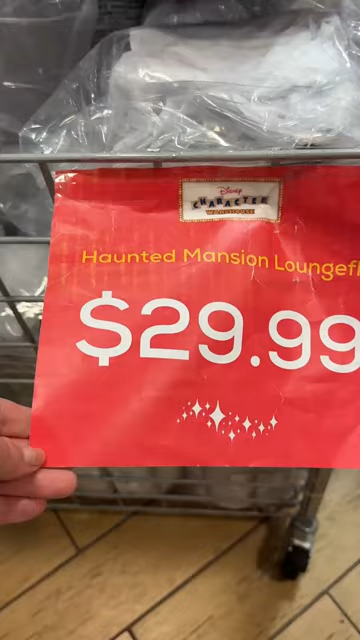 Disney
CHARACTER
WAREHOUSE
Haunted Mansion Loungefl
$29.99